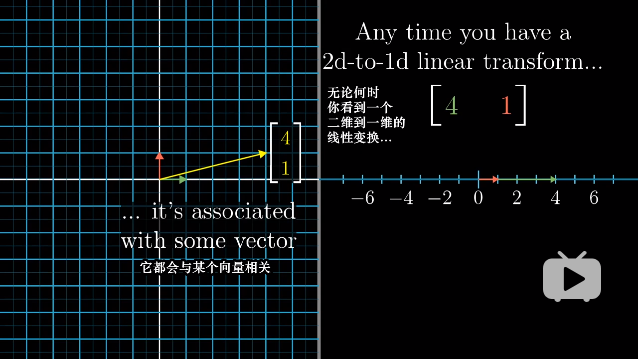 Any time you have a
2d-to-1d linear transform...
无论何时
你看到一个
二维到一维的
线性变换...
[4 1]
4
1
−6 −4 −2 0 2 4 6
... it's associated
with some vector
它都会与某个向量相关